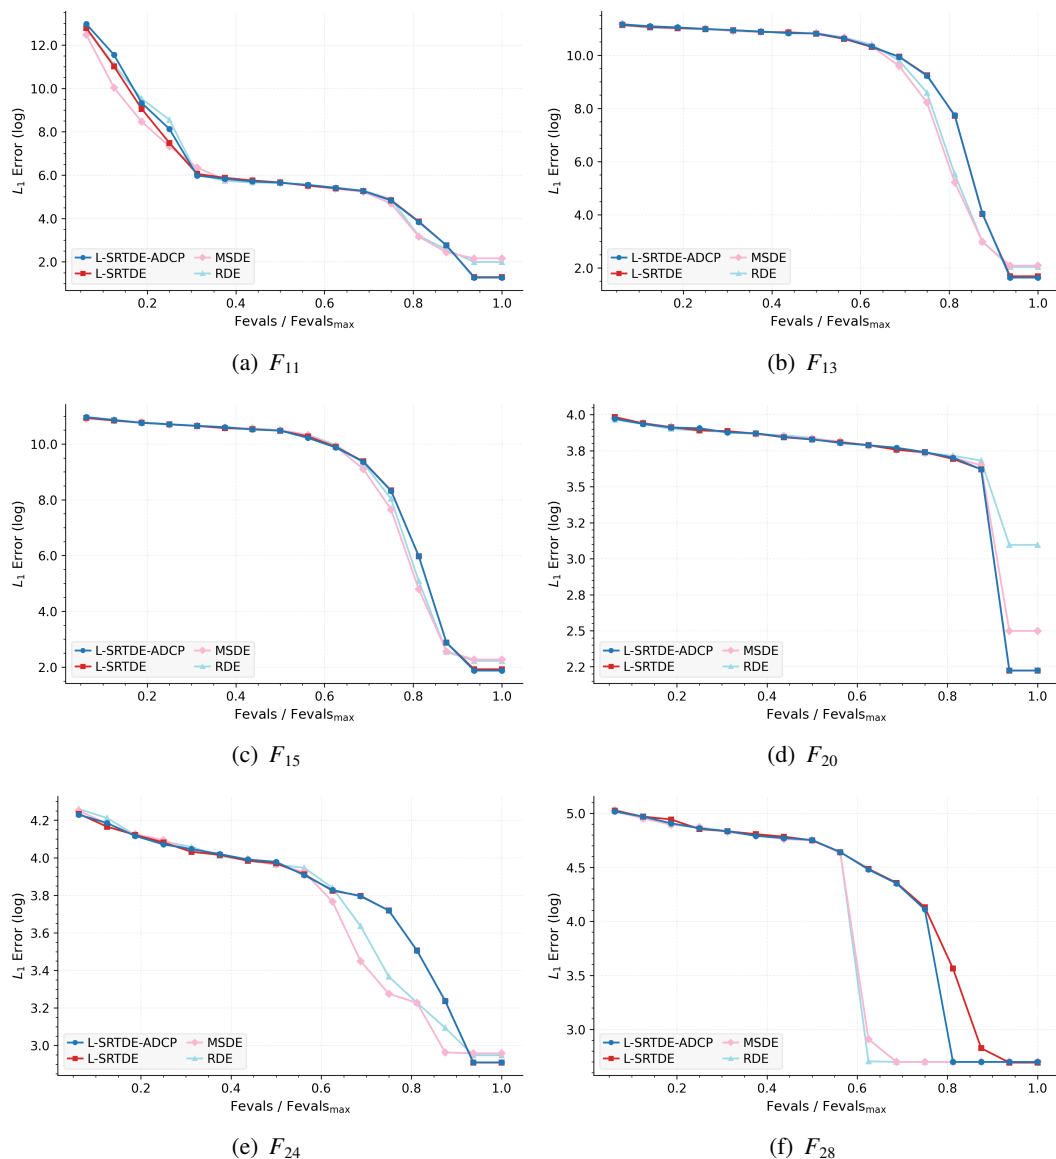 12.0
10.0
8.0
6.0
4.0
2.0
L₁ Error (log)
L-SRTDE-ADCP
L-SRTDE
MSDE
RDE
0.2 0.4 0.6 0.8 1.0
Fevals / Fevals_max
(a) F₁₁
10.0
8.0
6.0
4.0
2.0
L₁ Error (log)
L-SRTDE-ADCP
L-SRTDE
MSDE
RDE
0.2 0.4 0.6 0.8 1.0
Fevals / Fevals_max
(b) F₁₃
10.0
8.0
6.0
4.0
2.0
L₁ Error (log)
L-SRTDE-ADCP
L-SRTDE
MSDE
RDE
0.2 0.4 0.6 0.8 1.0
Fevals / Fevals_max
(c) F₁₅
4.0
3.8
3.5
3.2
3.0
2.8
2.5
2.2
L₁ Error (log)
L-SRTDE-ADCP
L-SRTDE
MSDE
RDE
0.2 0.4 0.6 0.8 1.0
Fevals / Fevals_max
(d) F₂₀
4.2
4.0
3.8
3.6
3.4
3.2
3.0
L₁ Error (log)
L-SRTDE-ADCP
L-SRTDE
MSDE
RDE
0.2 0.4 0.6 0.8 1.0
Fevals / Fevals_max
(e) F₂₄
5.0
4.5
4.0
3.5
3.0
L₁ Error (log)
L-SRTDE-ADCP
L-SRTDE
MSDE
RDE
0.2 0.4 0.6 0.8 1.0
Fevals / Fevals_max
(f) F₂₈